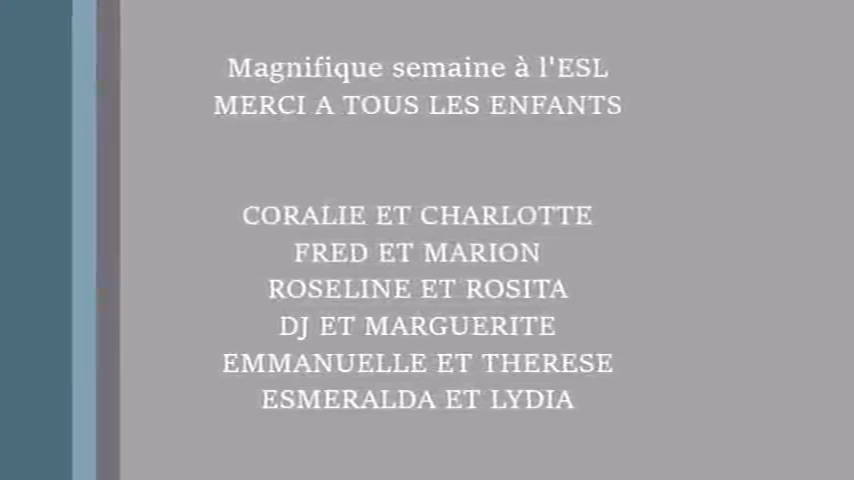 Magnifique semaine à l'ESL
MERCI A TOUS LES ENFANTS
CORALIE ET CHARLOTTE
FRED ET MARION
ROSELINE ET ROSITA
DJ ET MARGUERITE
EMMANUELLE ET THERESE
ESMERALDA ET LYDIA